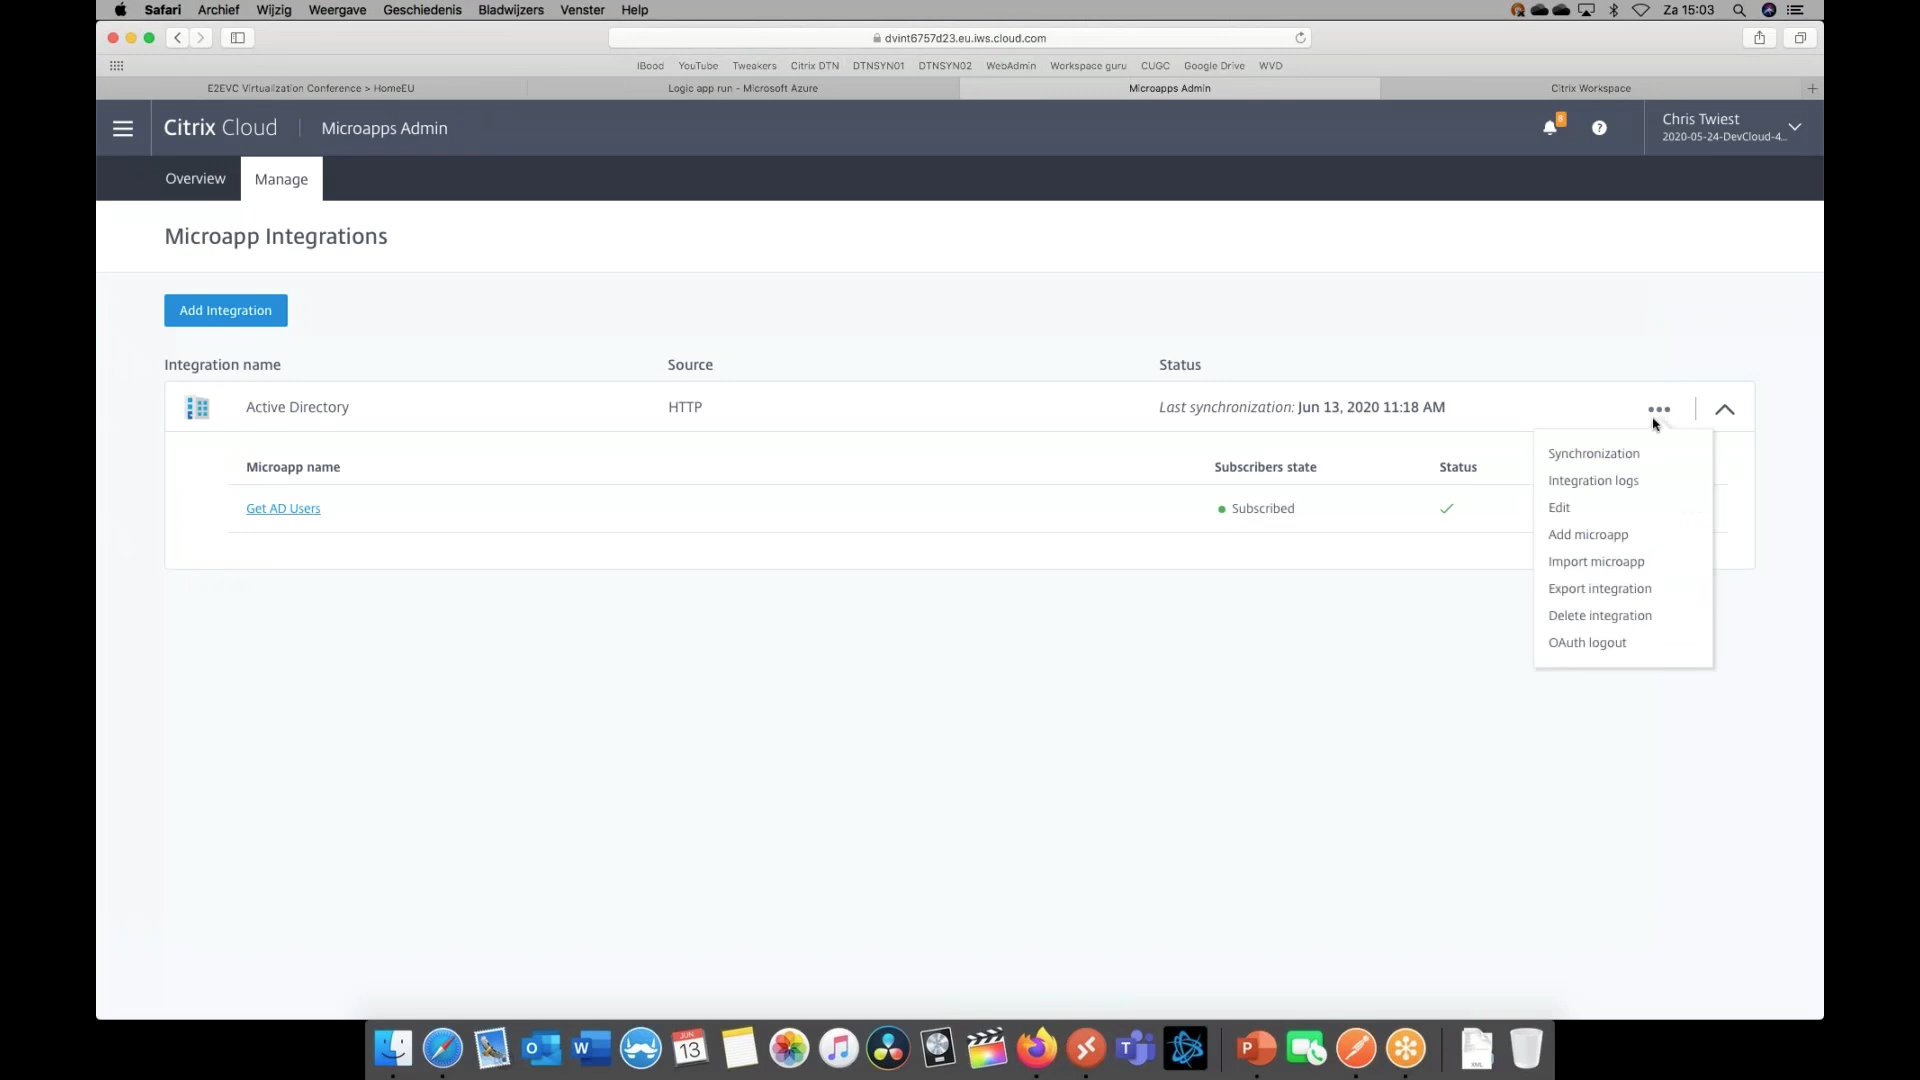 Safari Archief Wijzig Weergave Geschiedenis Bladwijzers Venster Help Za 15:03
dvint6757d23.eu.iws.cloud.com
iBood YouTube Tweakers Citrix DTN DTNSYN01 DTNSYN02 WebAdmin Workspace guru CUGC Google Drive WVD
E2EVC Virtualization Conference > HomeEU Logic app run - Microsoft Azure Microapps Admin Citrix Workspace
Citrix Cloud Microapps Admin 8 ? Chris Twiest
2020-05-24-DevCloud-4...
Overview Manage
Microapp Integrations
Add Integration
Integration name Source Status
Active Directory HTTP Last synchronization: Jun 13, 2020 11:18 AM
Microapp name Subscribers state Status
Get AD Users Subscribed
Synchronization
Integration logs
Edit
Add microapp
Import microapp
Export integration
Delete integration
OAuth logout
JUN
13
O
W
T
P
XML